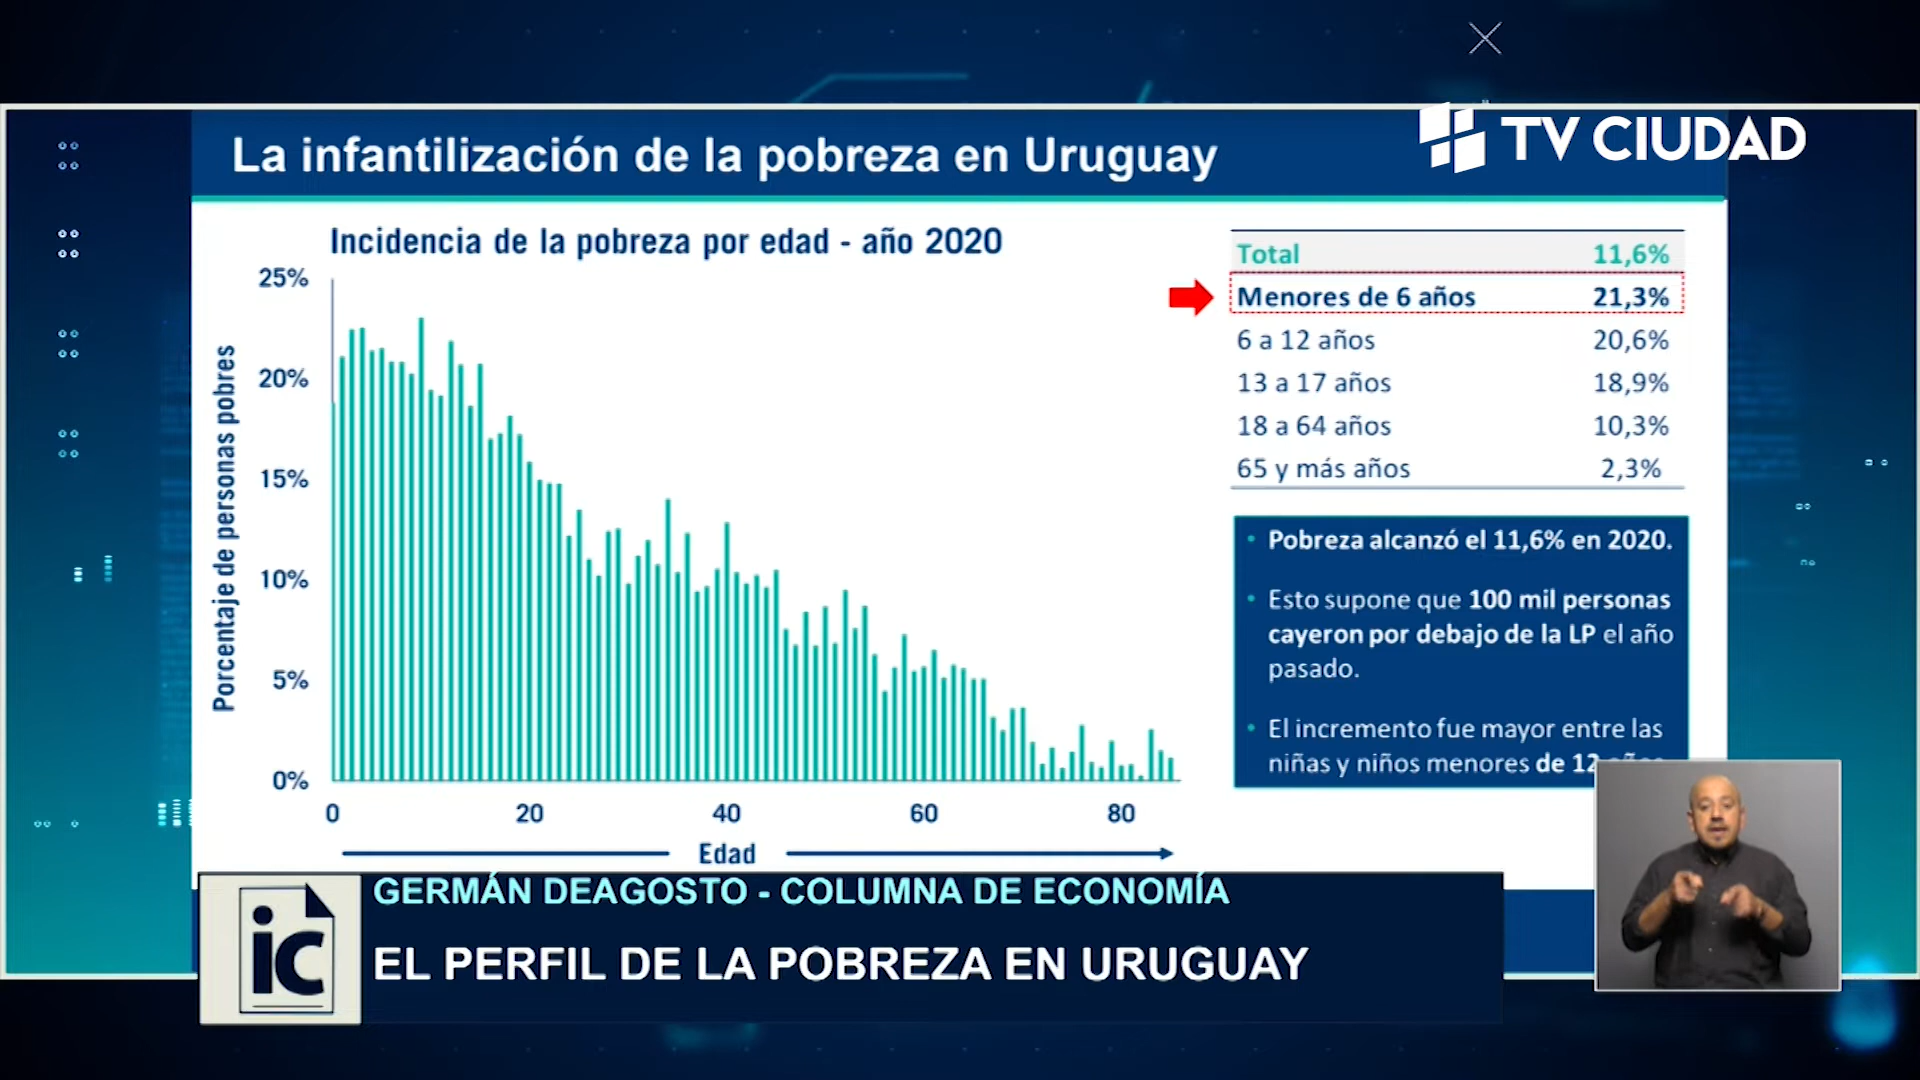 TV CIUDAD
La infantilización de la pobreza en Uruguay
Incidencia de la pobreza por edad - año 2020
Porcentaje de personas pobres
25%
20%
15%
10%
5%
0%
0 20 40 60 80
Edad
Total 11,6%
Menores de 6 años 21,3%
6 a 12 años 20,6%
13 a 17 años 18,9%
18 a 64 años 10,3%
65 y más años 2,3%
• Pobreza alcanzó el 11,6% en 2020.
• Esto supone que 100 mil personas
cayeron por debajo de la LP el año
pasado.
• El incremento fue mayor entre las
niñas y niños menores de 12 años
ic
GERMÁN DEAGOSTO - COLUMNA DE ECONOMÍA
EL PERFIL DE LA POBREZA EN URUGUAY